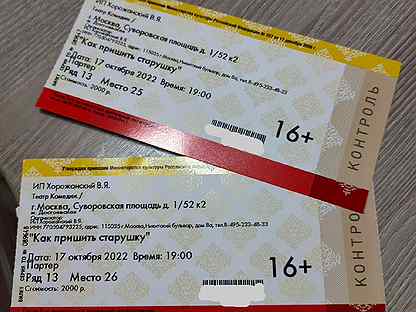 ИП Хорожанский В.Я.
Театр Комедии./
г.Москва, Суворовская площадь д. 1/52 к2
"Как пришить старушку"
Дата: 17 октября 2022 Время: 19:00
Партер
Ряд 13 Место 25
Стоимость: 2000 р.
16+
КОНТРОЛЬ
ИП Хорожанский В.Я.
Театр Комедии./
г.Москва, Суворовская площадь д. 1/52 к2
м. Достоевская
Организатор
"Как пришить старушку"
Дата: 17 октября 2022 Время: 19:00
Партер
Ряд 13 Место 26
Стоимость: 2000 р.
16+
КОНТРОЛЬ